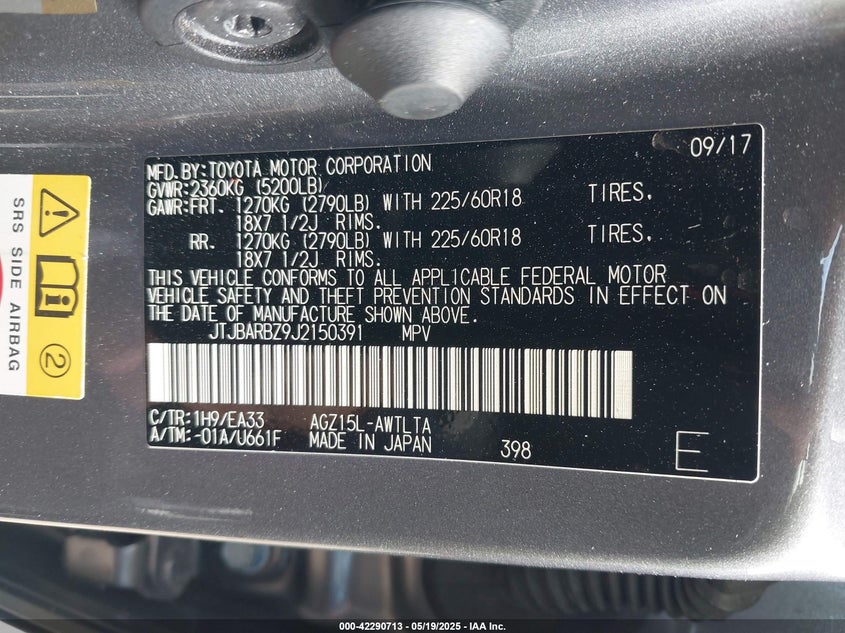 09/17
MFD.BY:TOYOTA MOTOR CORPORATION
GVWR:2360KG (5200LB)
GAWR:FRT. 1270KG (2790LB) WITH 225/60R18 TIRES.
18X7 1/2J RIMS.
RR. 1270KG (2790LB) WITH 225/60R18 TIRES.
18X7 1/2J RIMS.
THIS VEHICLE CONFORMS TO ALL APPLICABLE FEDERAL MOTOR
VEHICLE SAFETY AND THEFT PREVENTION STANDARDS IN EFFECT ON
THE DATE OF MANUFACTURE SHOWN ABOVE.
JTJBARBZ9J2150391 MPV
C/TR:1H9/EA33 AGZ15L-AWTLTA
A/TM:-01A/U661F MADE IN JAPAN 398 E
SRS SIDE AIRBAG
2
000-42290713 - 05/19/2025 - IAA Inc.